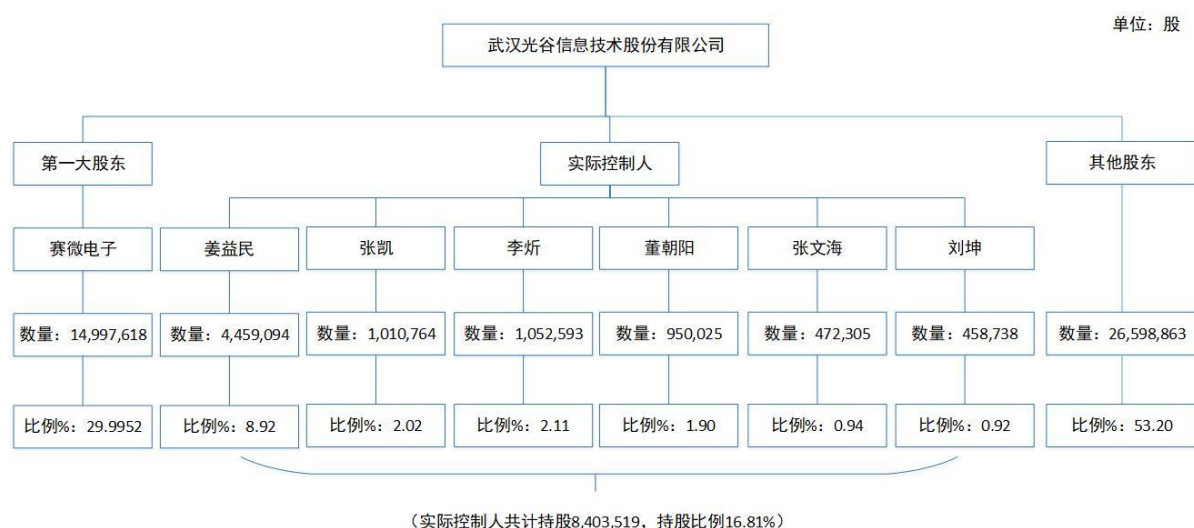 单位：股
武汉光谷信息技术股份有限公司
第一大股东
实际控制人
其他股东
赛微电子
姜益民
张凯
李炘
董朝阳
张文海
刘坤
数量：14,997,618
数量：4,459,094
数量：1,010,764
数量：1,052,593
数量：950,025
数量：472,305
数量：458,738
数量：26,598,863
比例%：29.9952
比例%：8.92
比例%：2.02
比例%：2.11
比例%：1.90
比例%：0.94
比例%：0.92
比例%：53.20
（实际控制人共计持股8,403,519，持股比例16.81%）